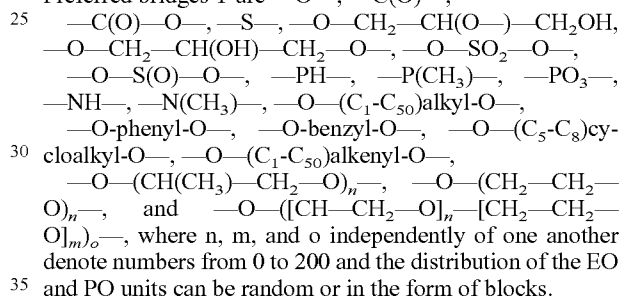 25 —C(O)—O—, —S—, —O—CH₂—CH(O—)—CH₂OH,
—O—CH₂—CH(OH)—CH₂—O—, —O—SO₂—O—,
—O—S(O)—O—, —PH—, —P(CH₃)—, —PO₃—,
—NH—, —N(CH₃)—, —O—(C₁-C₅₀)alkyl-O—,
—O-phenyl-O—, —O-benzyl-O—, —O—(C₅-C₈)cy-
30 cloalkyl-O—, —O—(C₁-C₅₀)alkenyl-O—,
—O—(CH(CH₃)—CH₂—O)ₙ—, —O—(CH₂—CH₂—
O)ₙ—, and —O—([CH—CH₂—O]ₙ—[CH₂—CH₂—
O]ₘ)ₒ—, where n, m, and o independently of one another
denote numbers from 0 to 200 and the distribution of the EO
35 and PO units can be random or in the form of blocks.